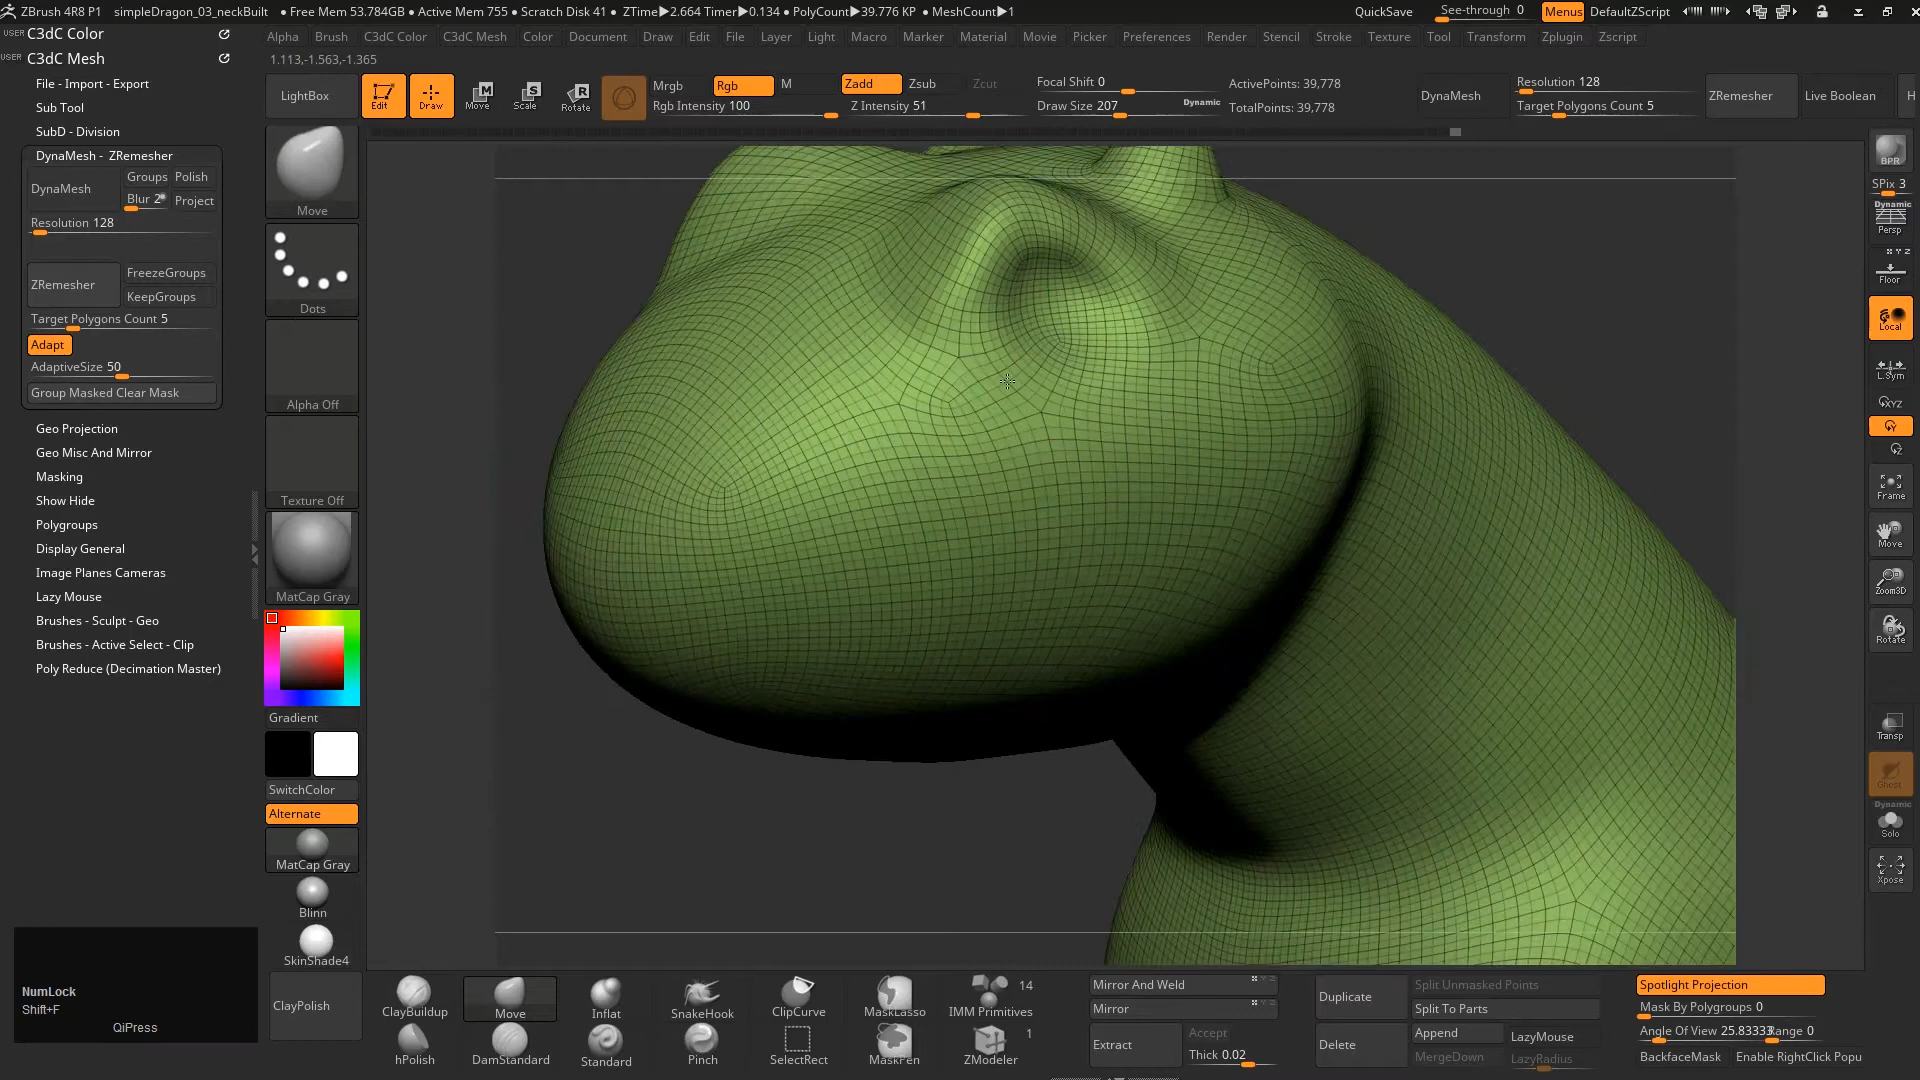 ZBrush 4R8 P1 simpleDragon_03_neckBuilt • Free Mem 53.784GB • Active Mem 755 • Scratch Disk 41 • ZTime▶2.664 Timer▶0.134 • PolyCount▶39.776 KP • MeshCount▶1 QuickSave See-through 0 Menus DefaultZScript
USER C3dC Color
Alpha Brush C3dC Color C3dC Mesh Color Document Draw Edit File Layer Light Macro Marker Material Movie Picker Preferences Render Stencil Stroke Texture Tool Transform Zplugin Zscript
USER C3dC Mesh
1.113,-1.563,-1.365
File - Import - Export
Sub Tool
SubD - Division
LightBox Edit Draw Move Scale Rotate
M S R
Mrgb Rgb M Zadd Zsub Zcut
Rgb Intensity 100 Z Intensity 51
Focal Shift 0
Draw Size 207 Dynamic
ActivePoints: 39,778
TotalPoints: 39,778
DynaMesh
Resolution 128
Target Polygons Count 5
ZRemesher Live Boolean H
DynaMesh - ZRemesher
DynaMesh
Groups Polish
Blur 2
Project
Resolution 128
ZRemesher
FreezeGroups
KeepGroups
Target Polygons Count 5
Adapt
AdaptiveSize 50
Group Masked Clear Mask
Geo Projection
Geo Misc And Mirror
Masking
Show Hide
Polygroups
Display General
Image Planes Cameras
Lazy Mouse
Brushes - Sculpt - Geo
Brushes - Active Select - Clip
Poly Reduce (Decimation Master)
Move
Dots
Alpha Off
Texture Off
MatCap Gray
Gradient
SwitchColor
Alternate
MatCap Gray
Blinn
SkinShade4
BPR
SPix 3
Dynamic
Persp
X Y Z
Floor
Local
L.Sym
XYZ
Y
Z
Frame
Move
Zoom3D
Rotate
Transp
Ghost
Dynamic
Solo
Xpose
NumLock
Shift+F
QiPress
ClayPolish
ClayBuildup Move Inflat SnakeHook ClipCurve MaskLasso IMM Primitives 14
hPolish DamStandard Standard Pinch SelectRect MaskPen ZModeler 1
Mirror And Weld
Mirror
Extract
Accept
Thick 0.02
Duplicate
Delete
Split Unmasked Points
Split To Parts
Append
MergeDown
LazyMouse
LazyRadius
Spotlight Projection
Mask By Polygroups 0
Angle Of View 25.83333 Range 0
BackfaceMask Enable RightClick Popu